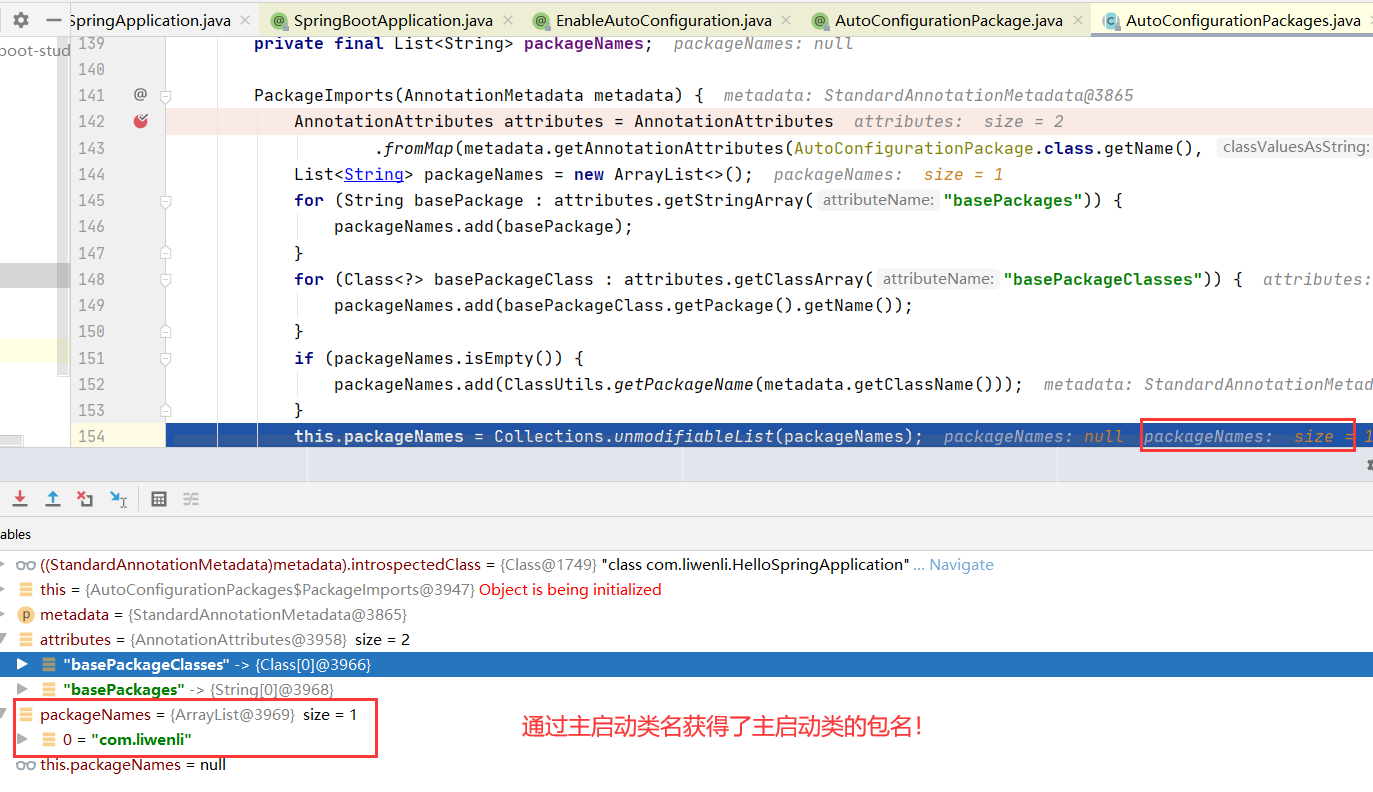 SpringApplication.java SpringBootApplication.java EnableAutoConfiguration.java AutoConfigurationPackage.java AutoConfigurationPackages.java
boot-stud
139 private final List<String> packageNames; packageNames: null
140
141 @ PackageImports(AnnotationMetadata metadata) { metadata: StandardAnnotationMetadata@3865
142 AnnotationAttributes attributes = AnnotationAttributes attributes: size = 2
143 .fromMap(metadata.getAnnotationAttributes(AutoConfigurationPackage.class.getName(), classValuesAsString:
144 List<String> packageNames = new ArrayList<>(); packageNames: size = 1
145 for (String basePackage : attributes.getStringArray( attributeName: "basePackages")) {
146 packageNames.add(basePackage);
147 }
148 for (Class<?> basePackageClass : attributes.getClassArray( attributeName: "basePackageClasses")) { attributes:
149 packageNames.add(basePackageClass.getPackage().getName());
150 }
151 if (packageNames.isEmpty()) {
152 packageNames.add(ClassUtils.getPackageName(metadata.getClassName())); metadata: StandardAnnotationMetad
153 }
154 this.packageNames = Collections.unmodifiableList(packageNames); packageNames: null packageNames: size = 1
ables
((StandardAnnotationMetadata)metadata).introspectedClass = {Class@1749} "class com.liwenli.HelloSpringApplication" ... Navigate
this = {AutoConfigurationPackages$PackageImports@3947} Object is being initialized
p metadata = {StandardAnnotationMetadata@3865}
attributes = {AnnotationAttributes@3958} size = 2
"basePackageClasses" -> {Class[0]@3966}
"basePackages" -> {String[0]@3968}
packageNames = {ArrayList@3969} size = 1
0 = "com.liwenli"
通过主启动类名获得了主启动类的包名！
this.packageNames = null